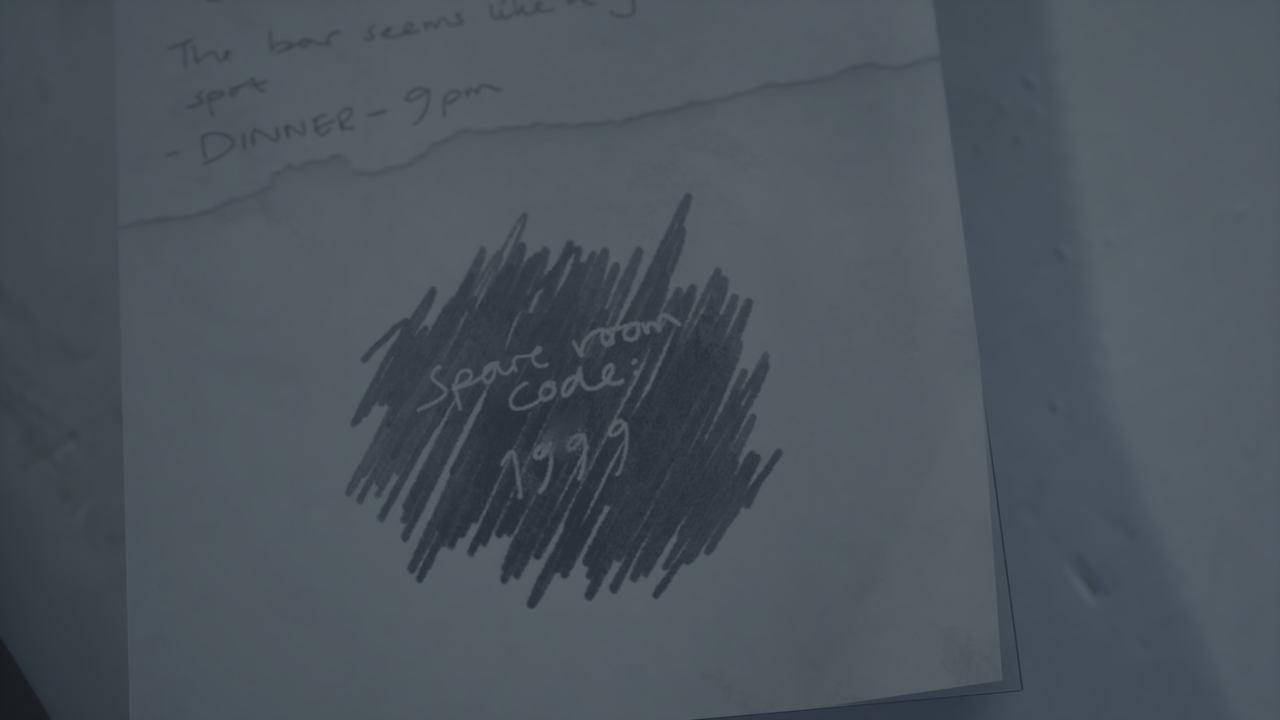 The bar seems like a
spot
- DINNER - 9pm
Spare room
code:
1999